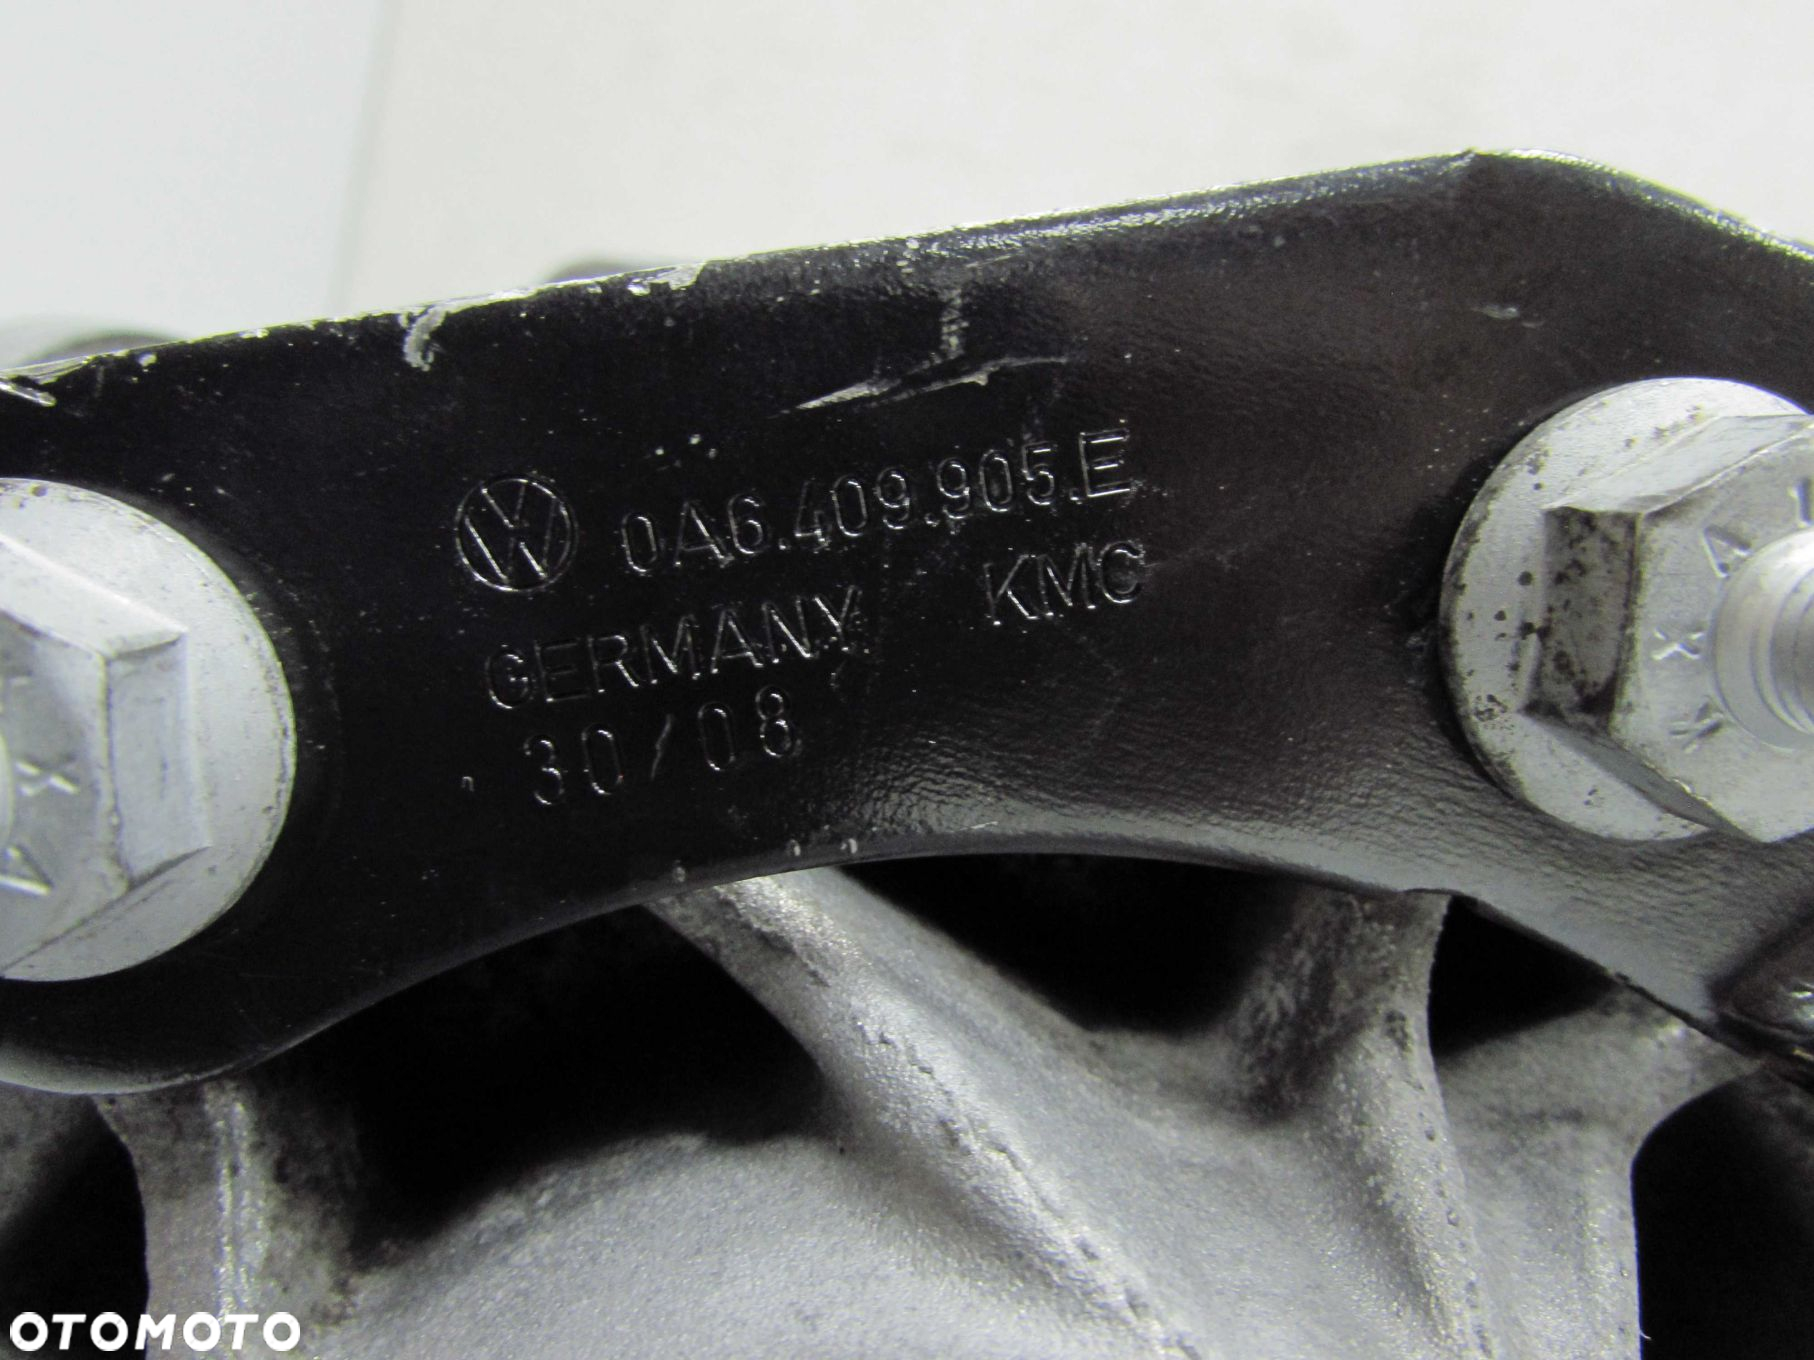 0A6.409.905.E
GERMANY KMC
30/08
OTOMOTO